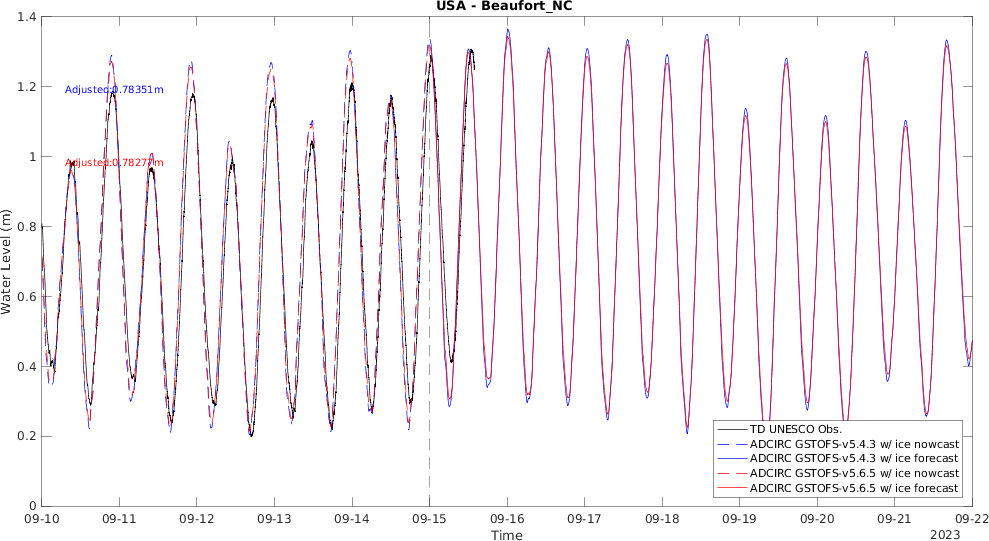 USA - Beaufort_NC
1.4
1.2
1
0.8
0.6
0.4
0.2
0
Water Level (m)
Adjusted:0.78351m
Adjusted:0.78277m
TD UNESCO Obs.
ADCIRC GSTOFS-v5.4.3 w/ ice nowcast
ADCIRC GSTOFS-v5.4.3 w/ ice forecast
ADCIRC GSTOFS-v5.6.5 w/ ice nowcast
ADCIRC GSTOFS-v5.6.5 w/ ice forecast
09-10 09-11 09-12 09-13 09-14 09-15 09-16 09-17 09-18 09-19 09-20 09-21 09-22
Time
2023